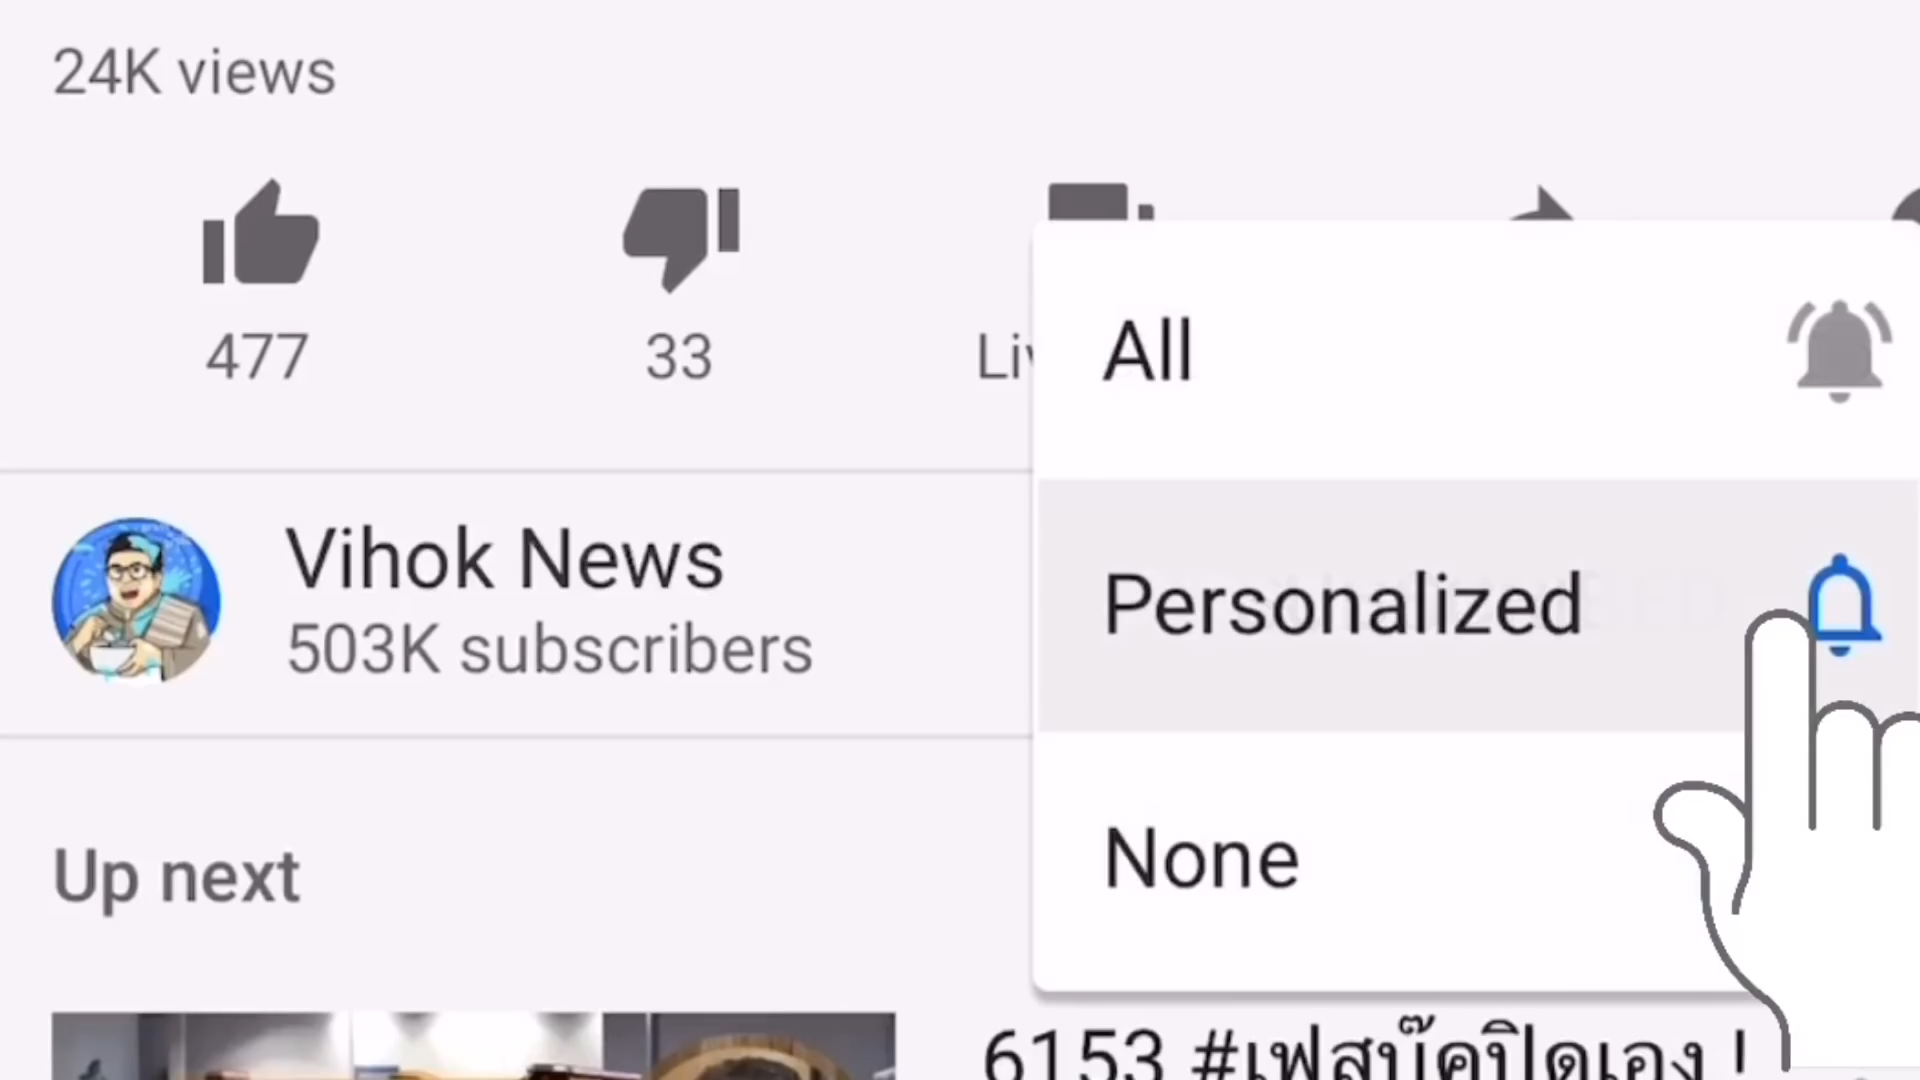 24K views
477
33
Liv
All
Vihok News
503K subscribers
Personalized
None
Up next
6153 #เฟสบุ๊คปิดเอง !